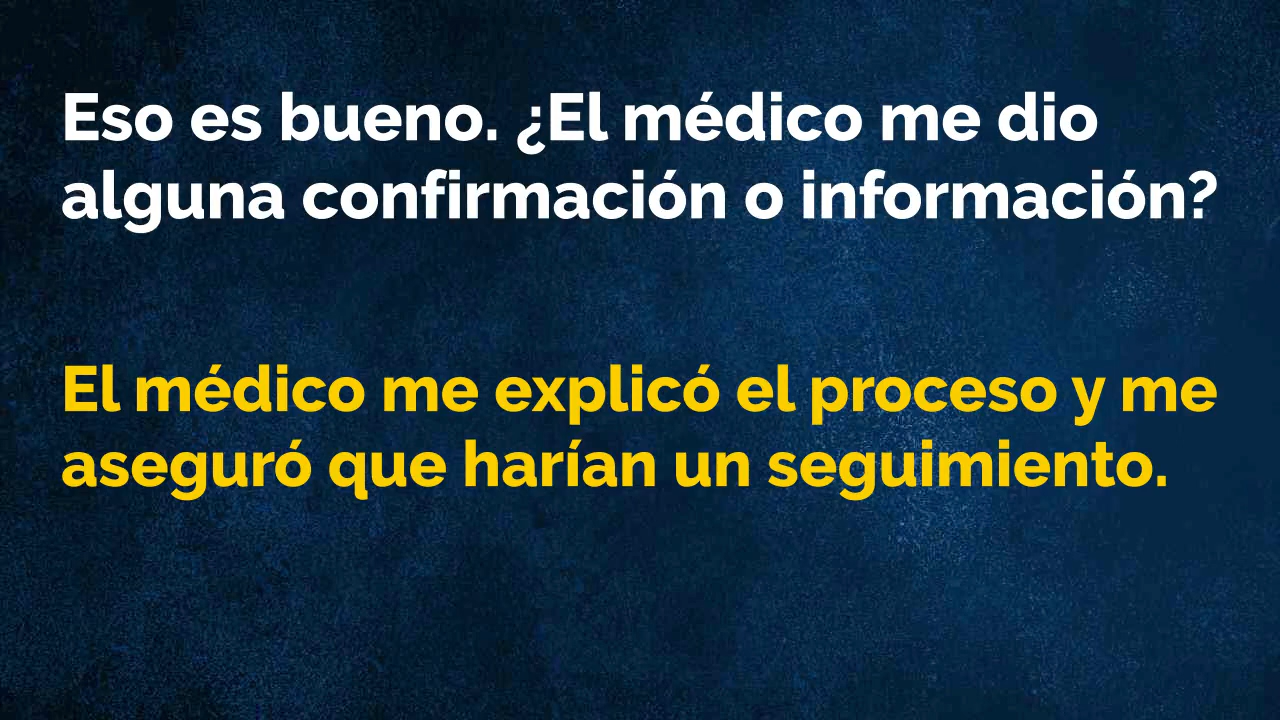 Eso es bueno. ¿El médico me dio
alguna confirmación o información?
El médico me explicó el proceso y me
aseguró que harían un seguimiento.